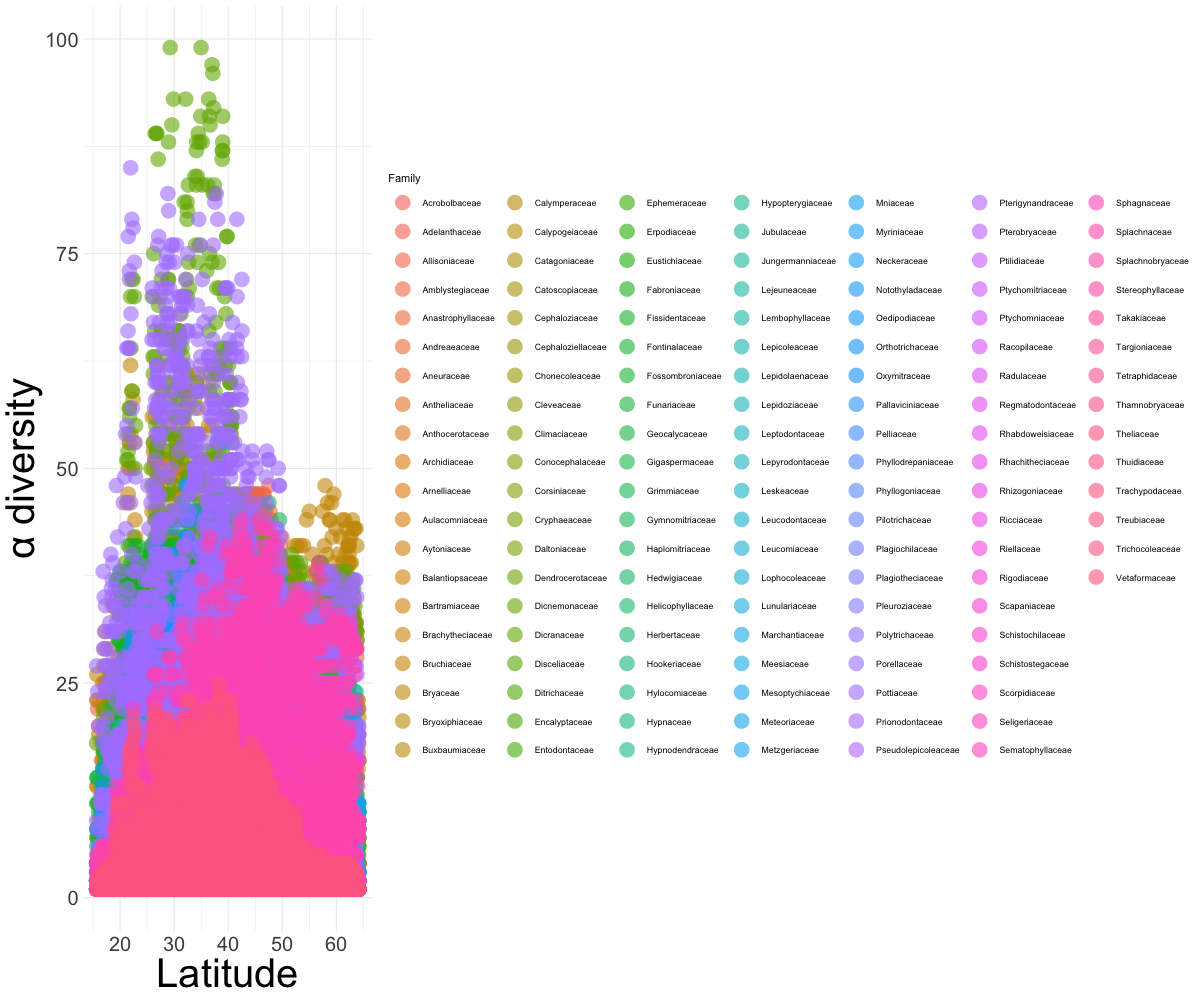 α diversity
100
75
50
25
0
20 30 40 50 60
Latitude
Family
Acrobolbaceae
Adelanthaceae
Allisoniaceae
Amblystegiaceae
Anastrophyllaceae
Andreaeaceae
Aneuraceae
Antheliaceae
Anthocerotaceae
Archidiaceae
Arnelliaceae
Aulacomniaceae
Aytoniaceae
Balantiopsaceae
Bartramiaceae
Brachytheciaceae
Bruchiaceae
Bryaceae
Bryoxiphiaceae
Buxbaumiaceae
Calymperaceae
Calypogeiaceae
Catagoniaceae
Catoscopiaceae
Cephaloziaceae
Cephaloziellaceae
Chonecoleaceae
Cleveaceae
Climaciaceae
Conocephalaceae
Corsiniaceae
Cryphaeaceae
Daltoniaceae
Dendrocerotaceae
Dicnemonaceae
Dicranaceae
Disceliaceae
Ditrichaceae
Encalyptaceae
Entodontaceae
Ephemeraceae
Erpodiaceae
Eustichiaceae
Fabroniaceae
Fissidentaceae
Fontinalaceae
Fossombroniaceae
Funariaceae
Geocalycaceae
Gigaspermaceae
Grimmiaceae
Gymnomitriaceae
Haplomitriaceae
Hedwigiaceae
Helicophyllaceae
Herbertaceae
Hookeriaceae
Hylocomiaceae
Hypnaceae
Hypnodendraceae
Hypopterygiaceae
Jubulaceae
Jungermanniaceae
Lejeuneaceae
Lembophyllaceae
Lepicoleaceae
Lepidolaenaceae
Lepidoziaceae
Leptodontaceae
Lepyrodontaceae
Leskeaceae
Leucodontaceae
Leucomiaceae
Lophocoleaceae
Lunulariaceae
Marchantiaceae
Meesiaceae
Mesoptychiaceae
Meteoriaceae
Metzgeriaceae
Mniaceae
Myriniaceae
Neckeraceae
Notothyladaceae
Oedipodiaceae
Orthotrichaceae
Oxymitraceae
Pallaviciniaceae
Pelliaceae
Phyllodrepaniaceae
Phyllogoniaceae
Pilotrichaceae
Plagiochilaceae
Plagiotheciaceae
Pleuroziaceae
Polytrichaceae
Porellaceae
Pottiaceae
Prionodontaceae
Pseudolepicoleaceae
Pterigynandraceae
Pterobryaceae
Ptilidiaceae
Ptychomitriaceae
Ptychomniaceae
Racopilaceae
Radulaceae
Regmatodontaceae
Rhabdoweisiaceae
Rhachitheciaceae
Rhizogoniaceae
Ricciaceae
Riellaceae
Rigodiaceae
Scapaniaceae
Schistochilaceae
Schistostegaceae
Scorpidiaceae
Seligeriaceae
Sematophyllaceae
Sphagnaceae
Splachnaceae
Splachnobryaceae
Stereophyllaceae
Takakiaceae
Targioniaceae
Tetraphidaceae
Thamnobryaceae
Theliaceae
Thuidiaceae
Trachypodaceae
Treubiaceae
Trichocoleaceae
Vetaformaceae